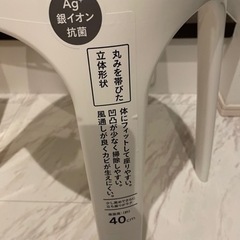 Ag⁺
銀イオン
抗菌
丸みを帯びた
立体形状
体にフィットして座りやすい。
凹凸が少なく掃除しやすい。
風通しが良くカビが生えにくい。
40cm